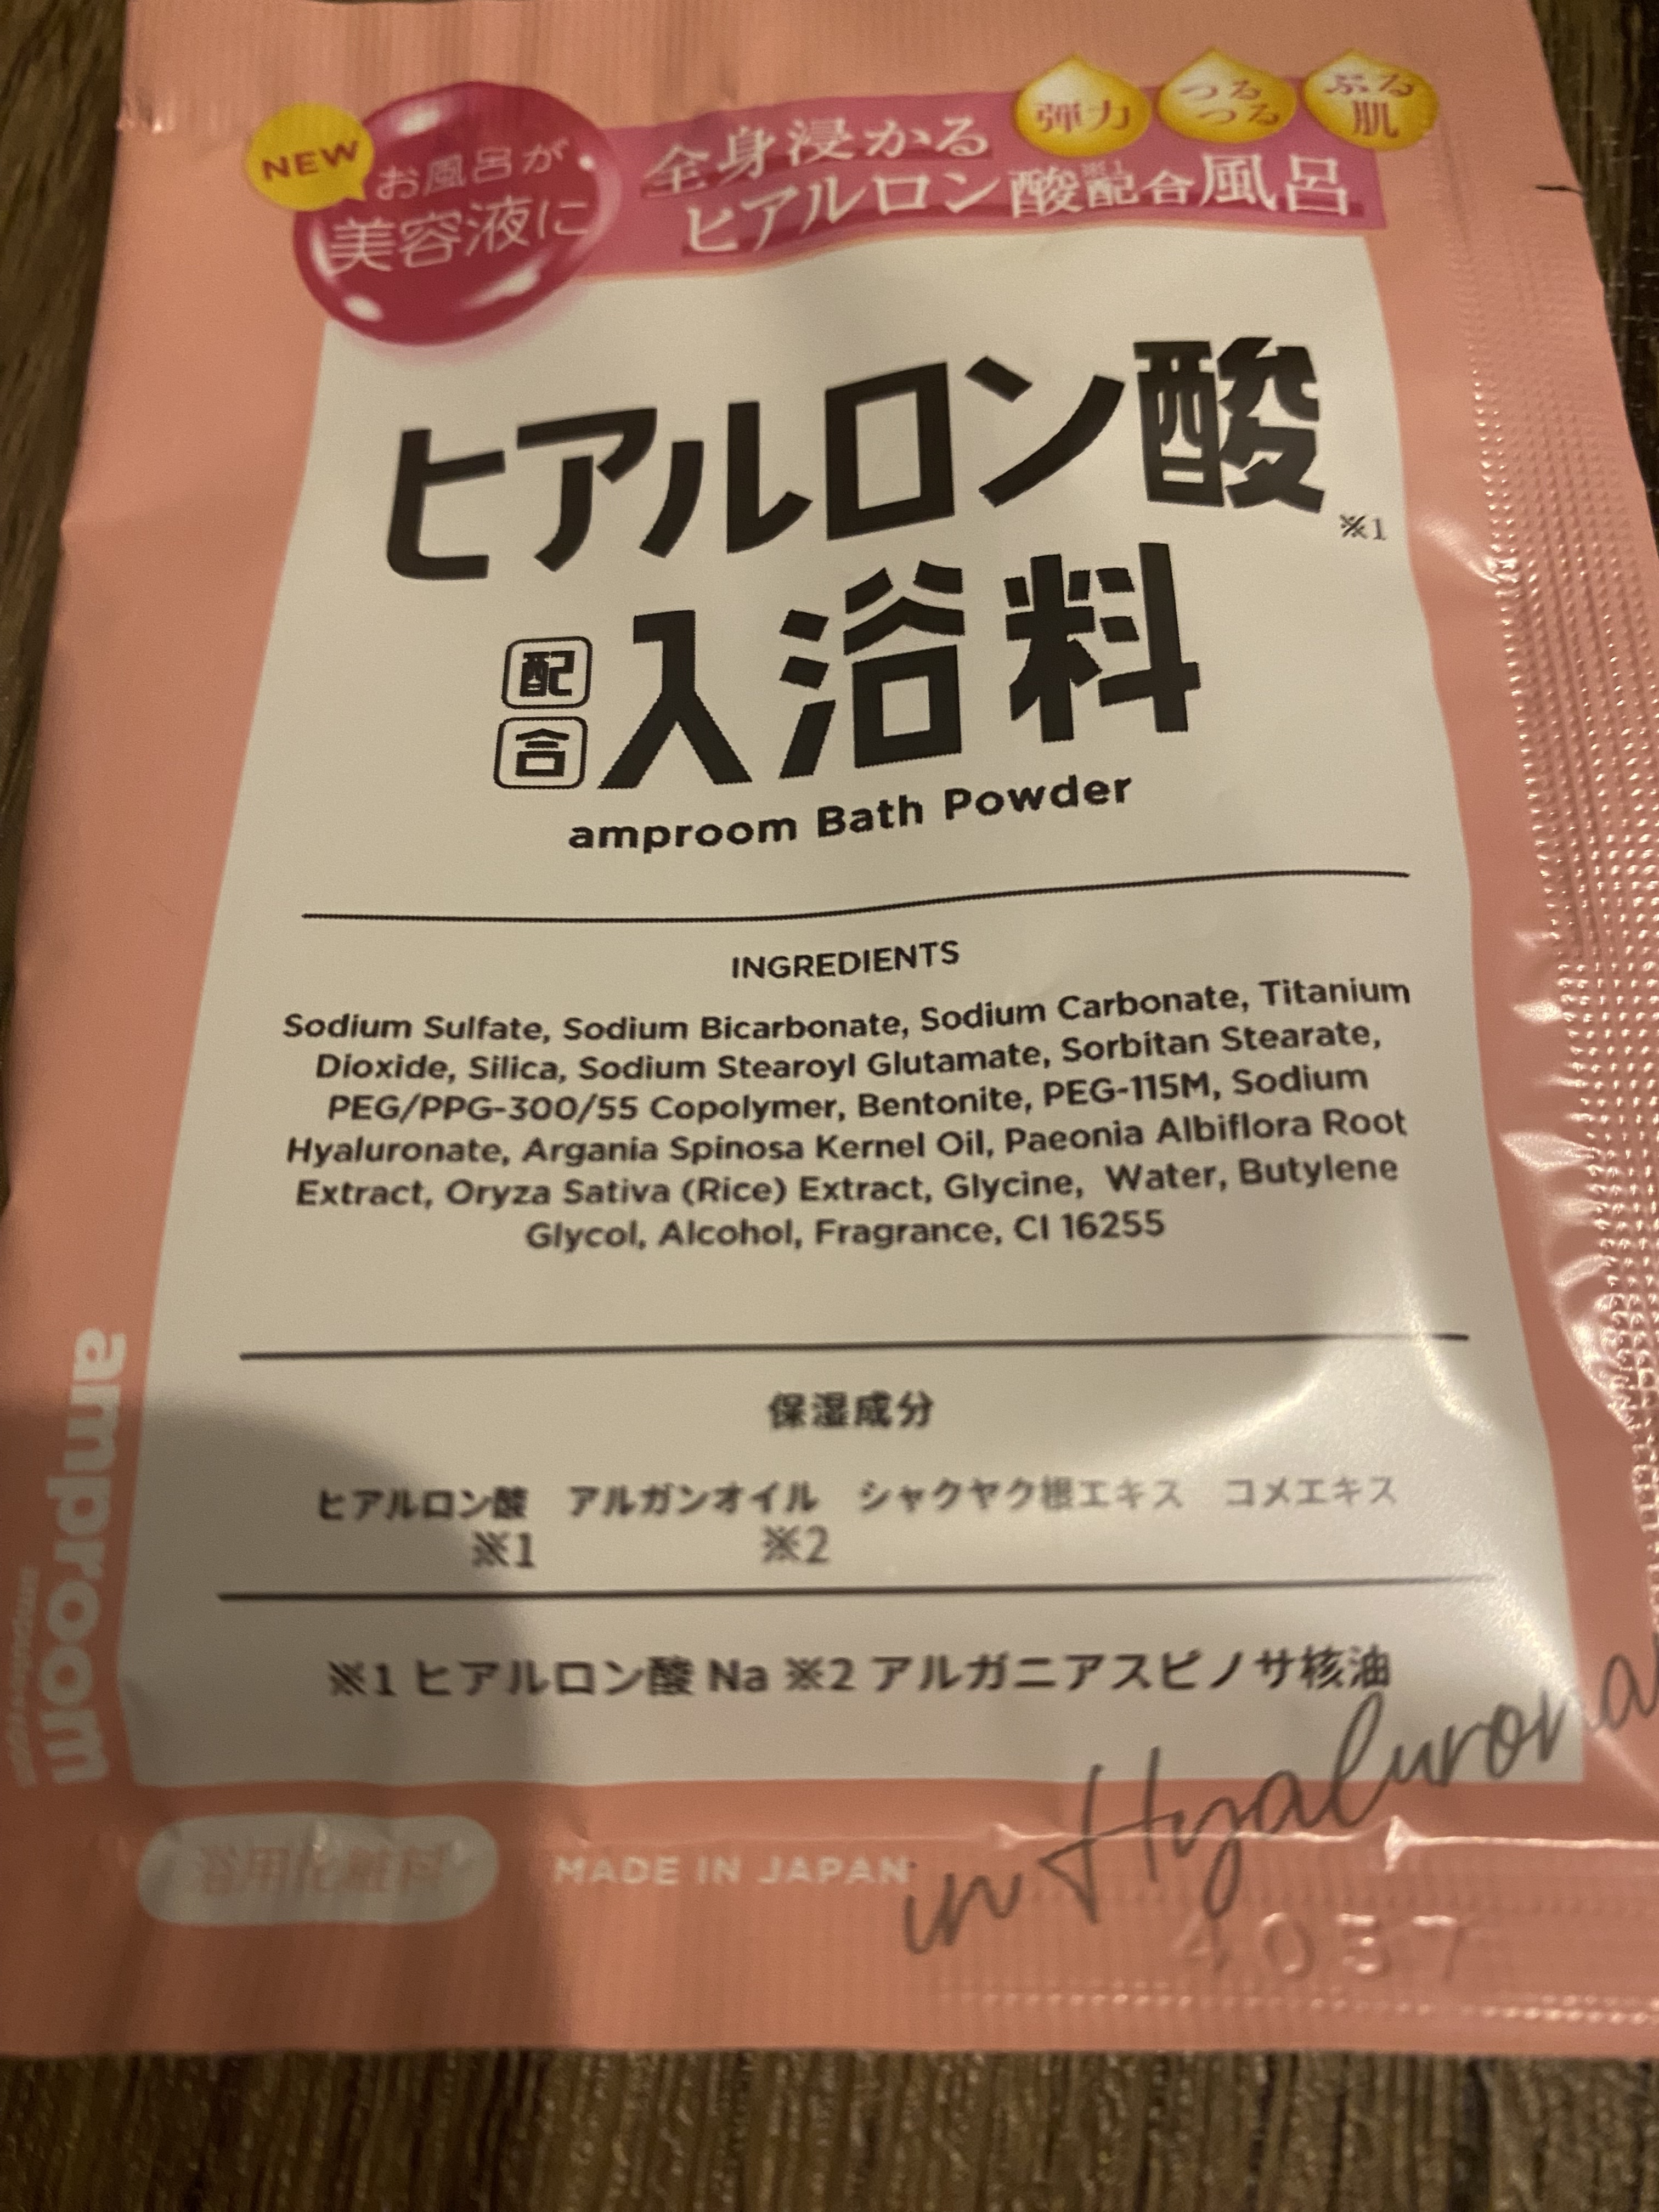 NEW
お風呂が
美容液に
全身浸かる
ヒアルロン酸※1配合風呂
弾力
つる
つる
ぷる
肌
ヒアルロン酸
※1
配
合
入浴料
amproom Bath Powder
INGREDIENTS
Sodium Sulfate, Sodium Bicarbonate, Sodium Carbonate, Titanium
Dioxide, Silica, Sodium Stearoyl Glutamate, Sorbitan Stearate,
PEG/PPG-300/55 Copolymer, Bentonite, PEG-115M, Sodium
Hyaluronate, Argania Spinosa Kernel Oil, Paeonia Albiflora Root
Extract, Oryza Sativa (Rice) Extract, Glycine, Water, Butylene
Glycol, Alcohol, Fragrance, CI 16255
保湿成分
ヒアルロン酸 アルガンオイル シャクヤク根エキス コメエキス
※1 ※2
※1 ヒアルロン酸 Na ※2 アルガニアスピノサ核油
amproom
浴用化粧料
MADE IN JAPAN
in Hyalurona
4037